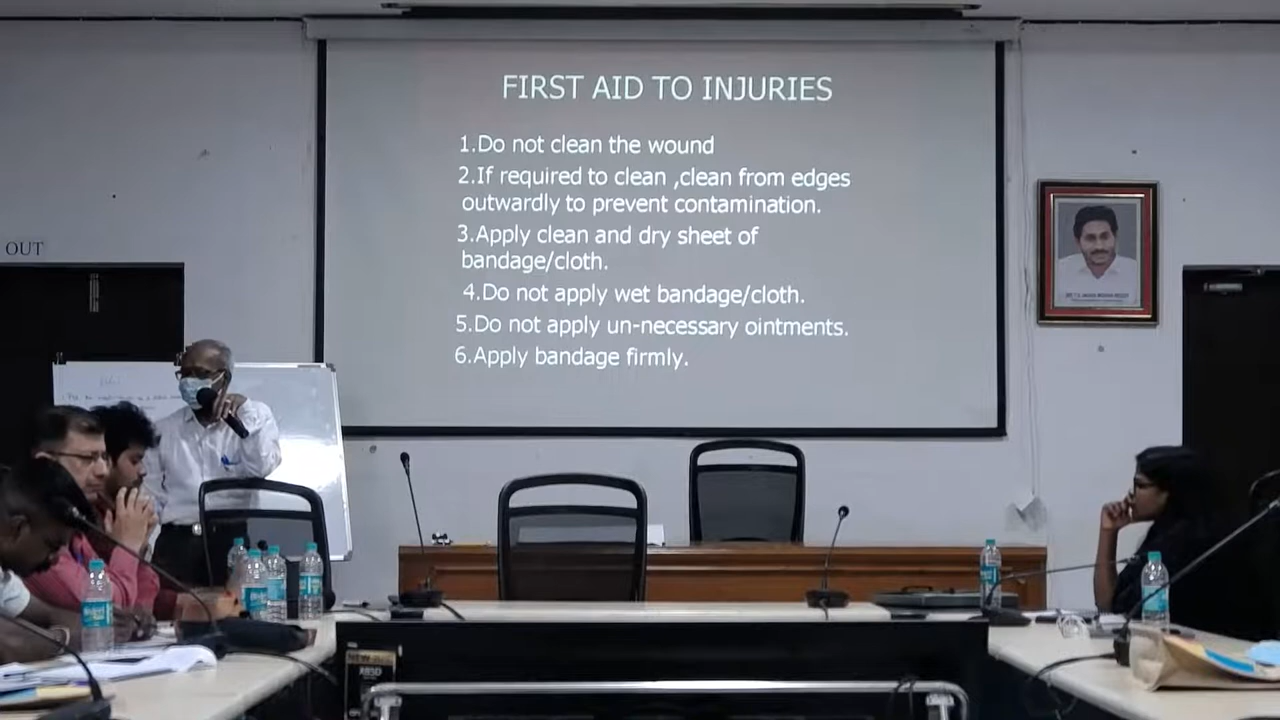 FIRST AID TO INJURIES
1.Do not clean the wound
2.If required to clean ,clean from edges
outwardly to prevent contamination.
3.Apply clean and dry sheet of
bandage/cloth.
4.Do not apply wet bandage/cloth.
5.Do not apply un-necessary ointments.
6.Apply bandage firmly.
OUT